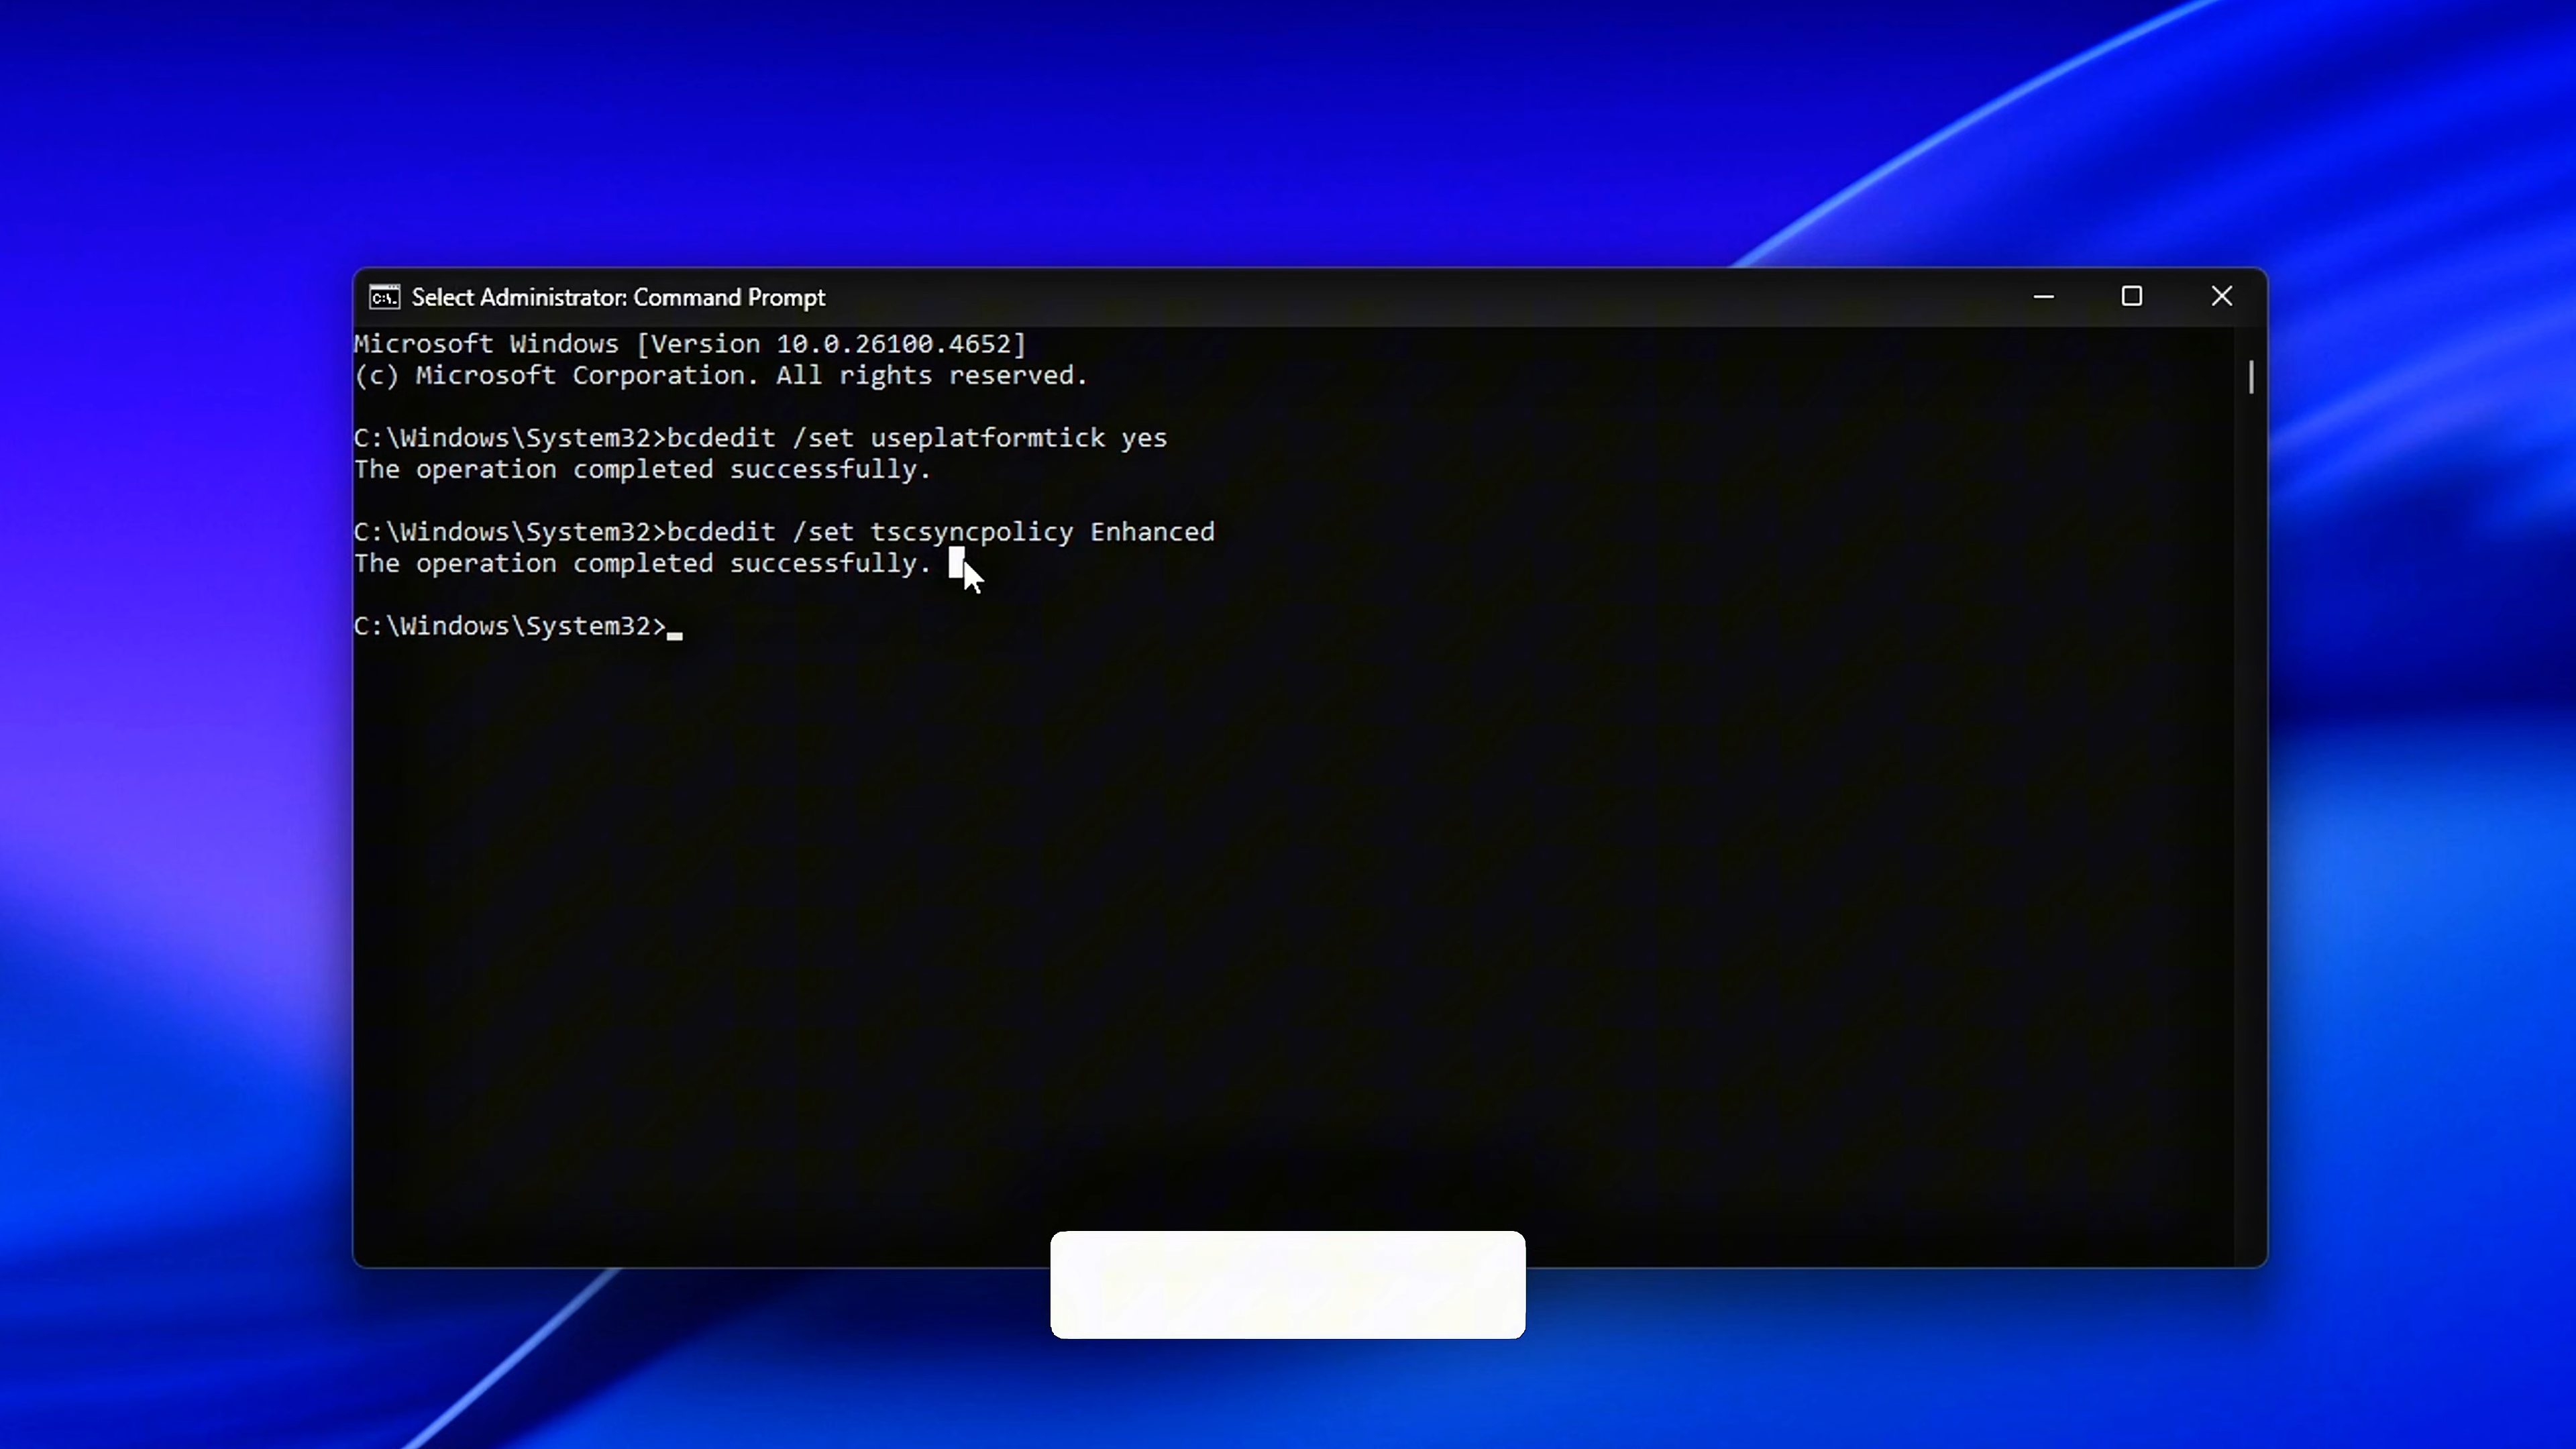 Select Administrator: Command Prompt
Microsoft Windows [Version 10.0.26100.4652]
(c) Microsoft Corporation. All rights reserved.
C:\Windows\System32>bcdedit /set useplatformtick yes
The operation completed successfully.
C:\Windows\System32>bcdedit /set tscsyncpolicy Enhanced
The operation completed successfully.
C:\Windows\System32>